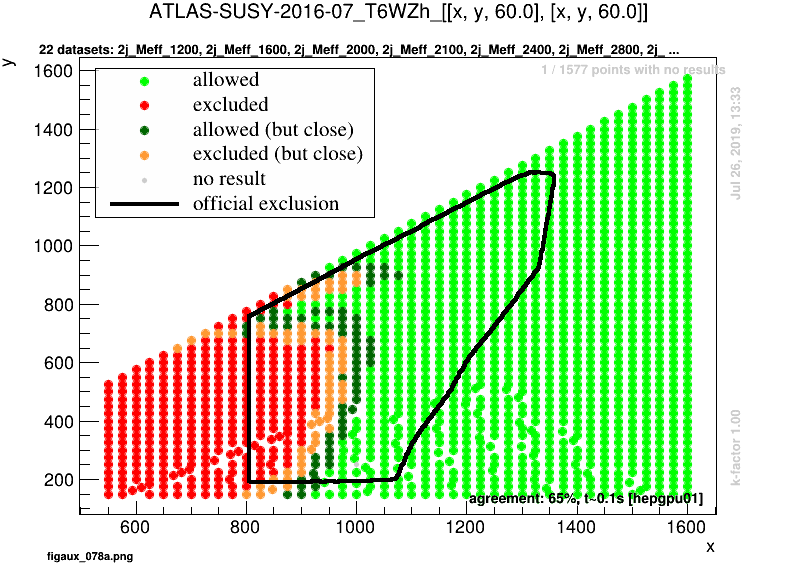 ATLAS-SUSY-2016-07_T6WZh_[[x, y, 60.0], [x, y, 60.0]]
22 datasets: 2j_Meff_1200, 2j_Meff_1600, 2j_Meff_2000, 2j_Meff_2100, 2j_Meff_2400, 2j_Meff_2800, 2j_ ...
y
1 / 1577 points with no results
allowed
excluded
allowed (but close)
excluded (but close)
no result
official exclusion
1600
1400
1200
1000
800
600
400
200
Jul 26, 2019, 13:33
k-factor 1.00
agreement: 65%, t~0.1s [hepgpu01]
600 800 1000 1200 1400 1600
x
figaux_078a.png